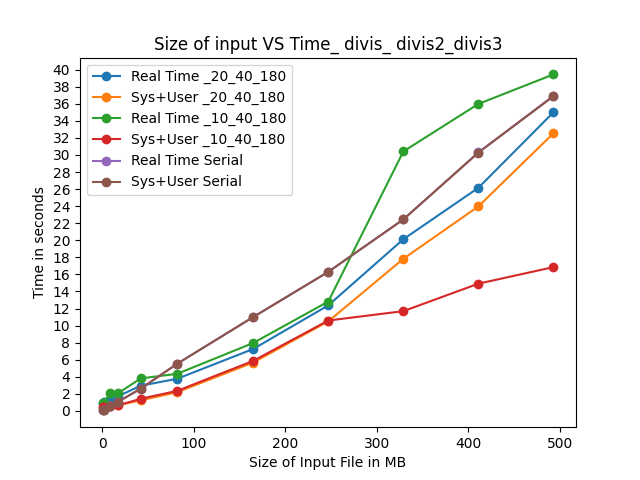 Size of input VS Time_ divis_ divis2_divis3
Real Time _20_40_180
Sys+User _20_40_180
Real Time _10_40_180
Sys+User _10_40_180
Real Time Serial
Sys+User Serial
Time in seconds
40
38
36
34
32
30
28
26
24
22
20
18
16
14
12
10
8
6
4
2
0
0 100 200 300 400 500
Size of Input File in MB